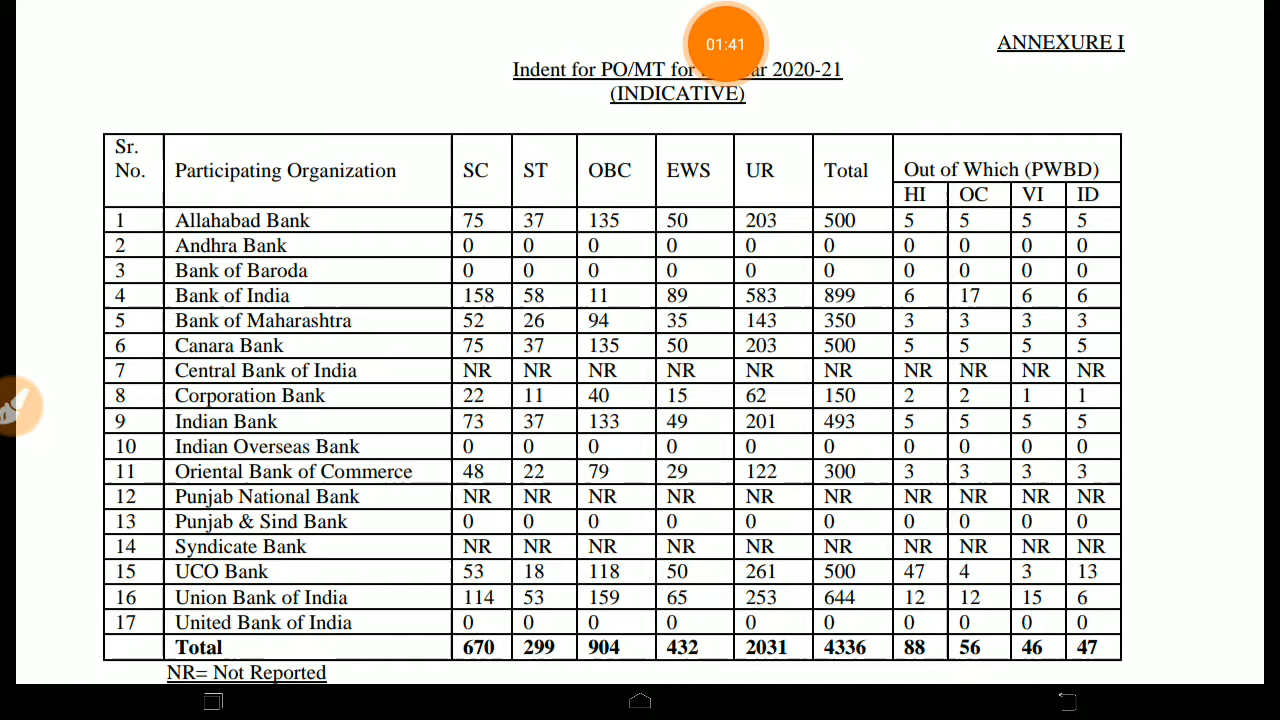 01:41
ANNEXURE I
Indent for PO/MT for 2020-21
(INDICATIVE)
Sr. No. Participating Organization SC ST OBC EWS UR Total Out of Which (PWBD)
HI OC VI ID
1 Allahabad Bank 75 37 135 50 203 500 5 5 5 5
2 Andhra Bank 0 0 0 0 0 0 0 0 0 0
3 Bank of Baroda 0 0 0 0 0 0 0 0 0 0
4 Bank of India 158 58 11 89 583 899 6 17 6 6
5 Bank of Maharashtra 52 26 94 35 143 350 3 3 3 3
6 Canara Bank 75 37 135 50 203 500 5 5 5 5
7 Central Bank of India NR NR NR NR NR NR NR NR NR NR
8 Corporation Bank 22 11 40 15 62 150 2 2 1 1
9 Indian Bank 73 37 133 49 201 493 5 5 5 5
10 Indian Overseas Bank 0 0 0 0 0 0 0 0 0 0
11 Oriental Bank of Commerce 48 22 79 29 122 300 3 3 3 3
12 Punjab National Bank NR NR NR NR NR NR NR NR NR NR
13 Punjab & Sind Bank 0 0 0 0 0 0 0 0 0 0
14 Syndicate Bank NR NR NR NR NR NR NR NR NR NR
15 UCO Bank 53 18 118 50 261 500 47 4 3 13
16 Union Bank of India 114 53 159 65 253 644 12 12 15 6
17 United Bank of India 0 0 0 0 0 0 0 0 0 0
Total 670 299 904 432 2031 4336 88 56 46 47
NR= Not Reported